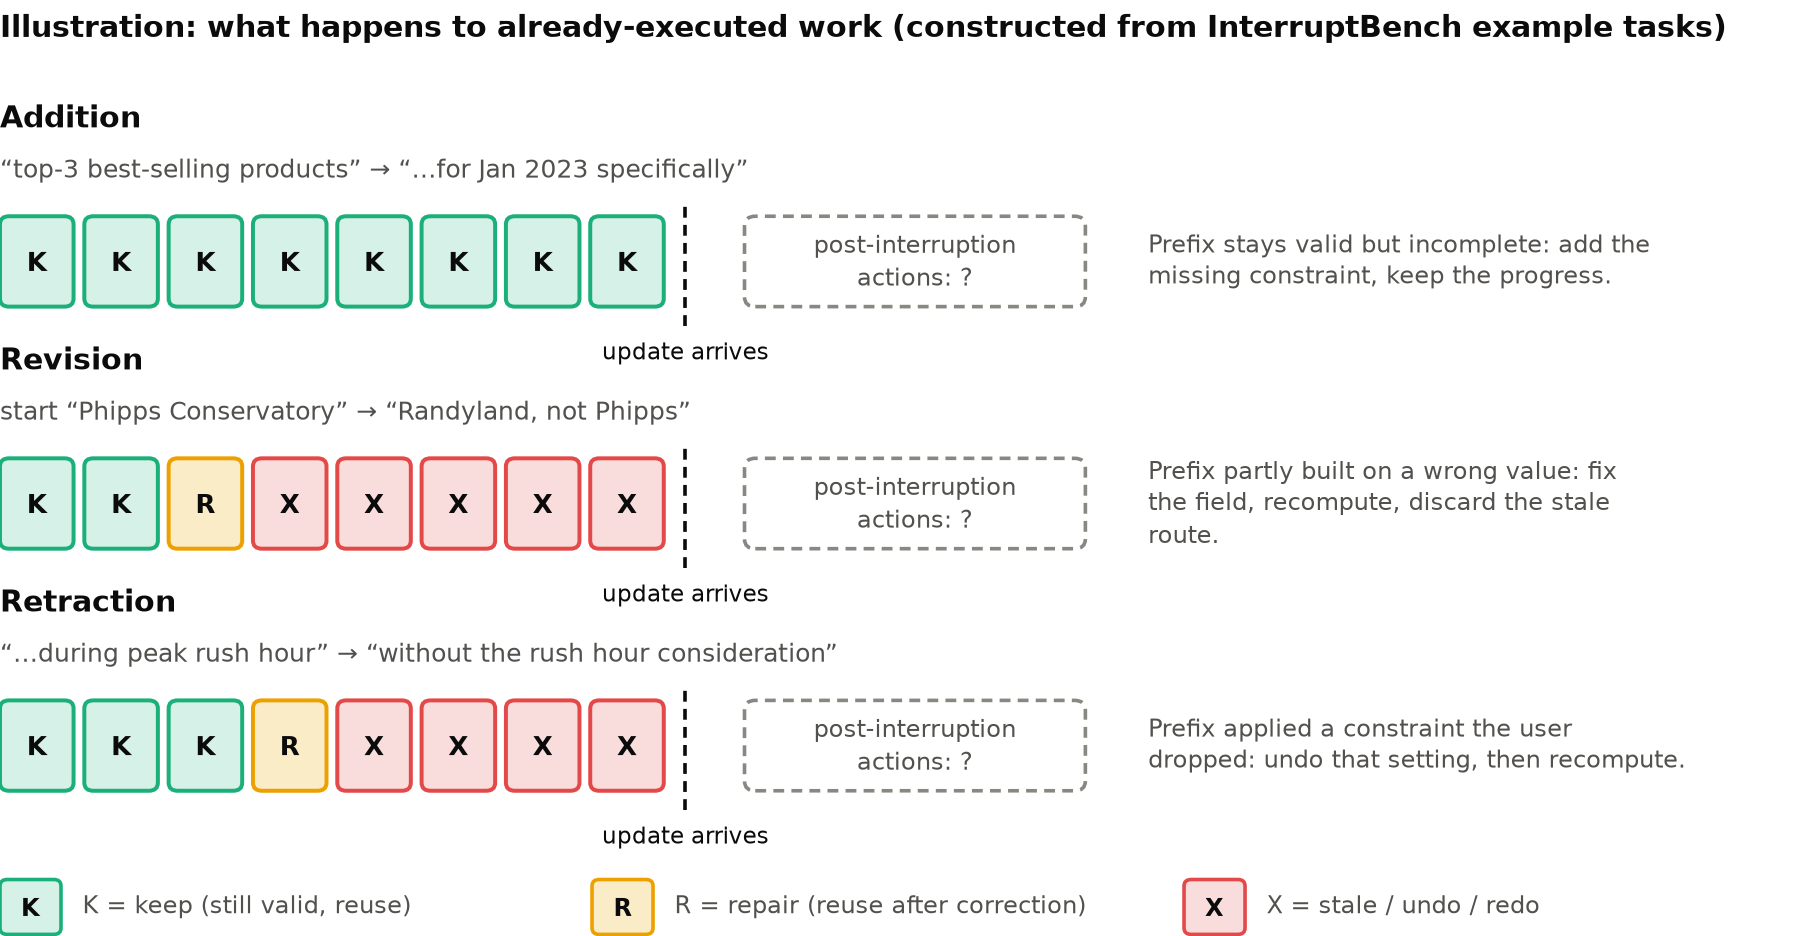 Illustration: what happens to already-executed work (constructed from InterruptBench example tasks)
Addition
“top-3 best-selling products” → “…for Jan 2023 specifically”
K K K K K K K K
post-interruption
actions: ?
Prefix stays valid but incomplete: add the
missing constraint, keep the progress.
update arrives
Revision
start “Phipps Conservatory” → “Randyland, not Phipps”
K K R X X X X X
post-interruption
actions: ?
Prefix partly built on a wrong value: fix
the field, recompute, discard the stale
route.
update arrives
Retraction
“…during peak rush hour” → “without the rush hour consideration”
K K K R X X X X
post-interruption
actions: ?
Prefix applied a constraint the user
dropped: undo that setting, then recompute.
update arrives
K K = keep (still valid, reuse)
R R = repair (reuse after correction)
X X = stale / undo / redo